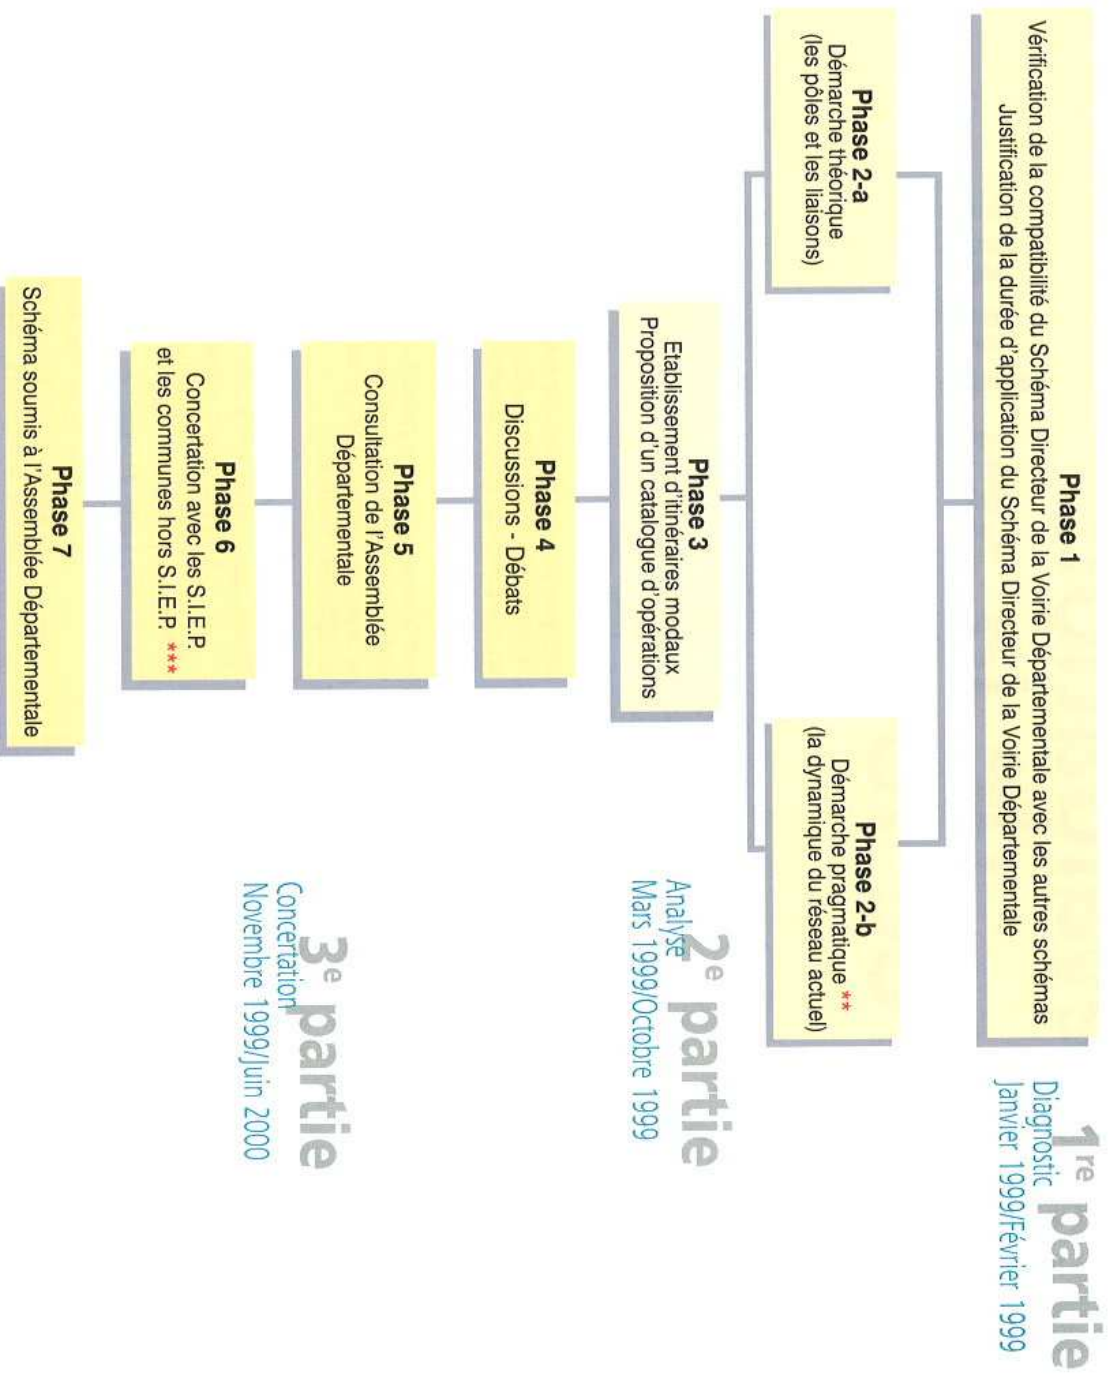 Phase 1
Vérification de la compatibilité du Schéma Directeur de la Voirie Départementale avec les autres schémas
Justification de la durée d'application du Schéma Directeur de la Voirie Départementale
1re partie
Diagnostic
Janvier 1999/Février 1999
Phase 2-a
Démarche théorique
(les pôles et les liaisons)
Phase 2-b
Démarche pragmatique **
(la dynamique du réseau actuel)
2e partie
Analyse
Mars 1999/Octobre 1999
Phase 3
Etablissement d'itinéraires modaux
Proposition d'un catalogue d'opérations
Phase 4
Discussions - Débats
Phase 5
Consultation de l'Assemblée
Départementale
3e partie
Concertation
Novembre 1999/Juin 2000
Phase 6
Concertation avec les S.I.E.P.
et les communes hors S.I.E.P. ***
Phase 7
Schéma soumis à l'Assemblée Départementale